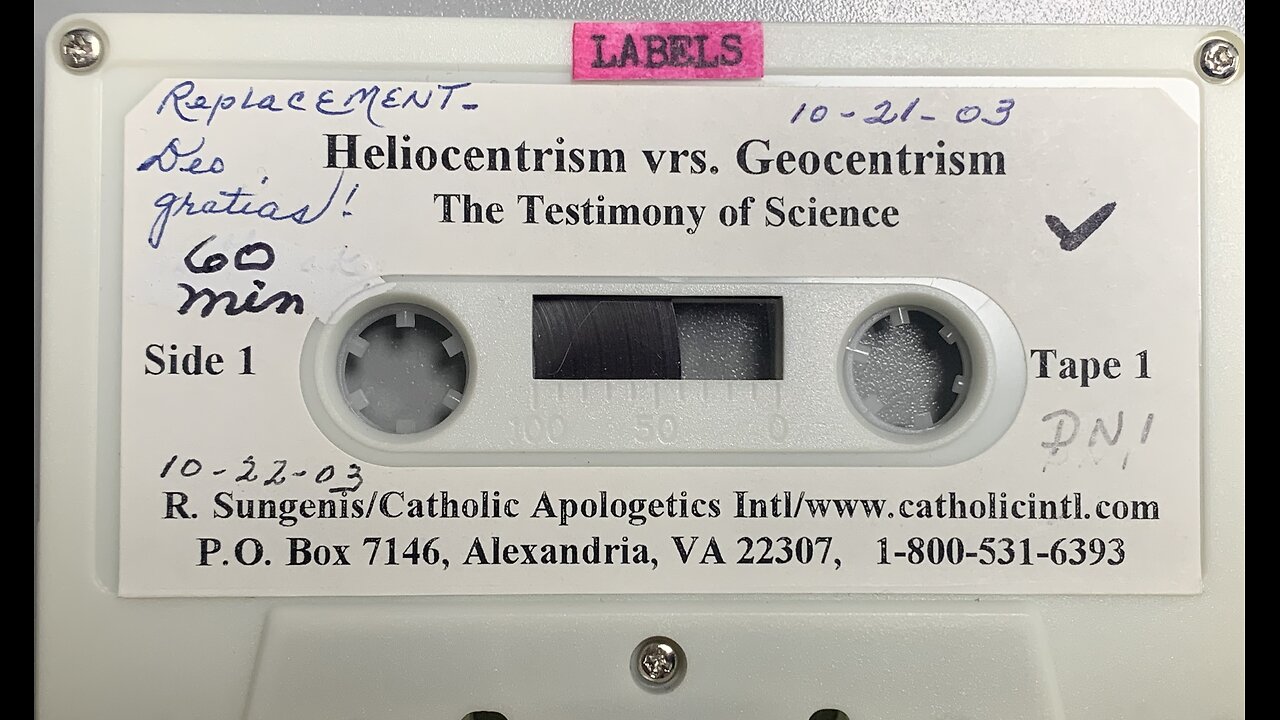 LABELS
Replacement- 10-21-03
Deo gratias!
Heliocentrism vrs. Geocentrism
The Testimony of Science
✓
60 min
Side 1
Tape 1
100 50 0
DN1
10-22-03
R. Sungenis/Catholic Apologetics Intl/www.catholicintl.com
P.O. Box 7146, Alexandria, VA 22307, 1-800-531-6393